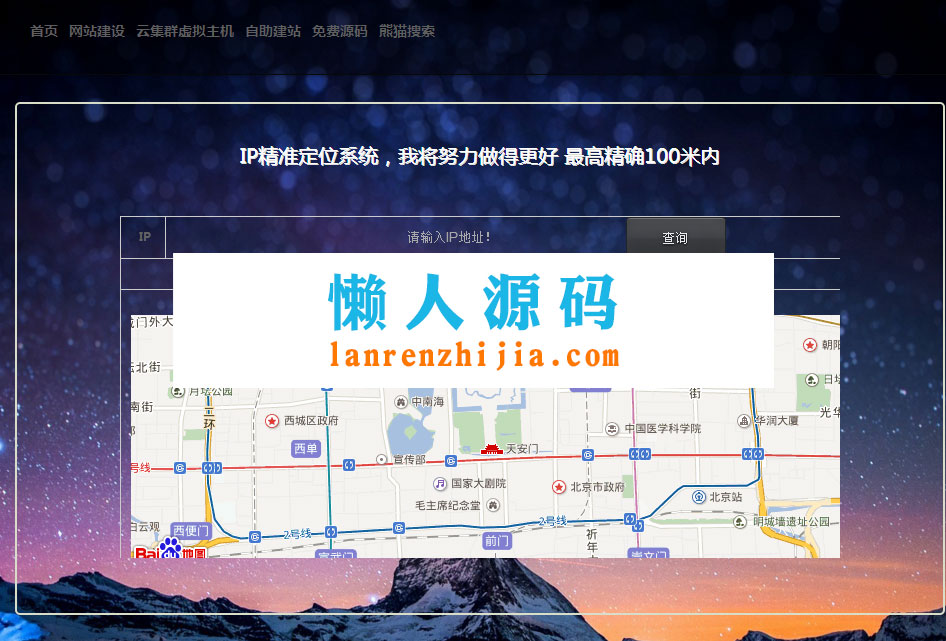 首页 网站建设 云集群虚拟主机 自助建站 免费源码 熊猫搜索
IP精准定位系统，我将努力做得更好 最高精确100米内
IP 请输入IP地址！ 查询
懒人源码
lanrenzhijia.com
门外大
朝阳
北街
日坛
月坛公园
南街
中南海
街
光华
二环
西城区政府
中国医学科学院
华润大厦
西单
天安门
宣传部
号线
国家大剧院
北京市政府
北京站
毛主席纪念堂
白云观
西便门
2号线
2号线
明城墙遗址公园
前门
祈年
Bai地图
宣武门
崇文门